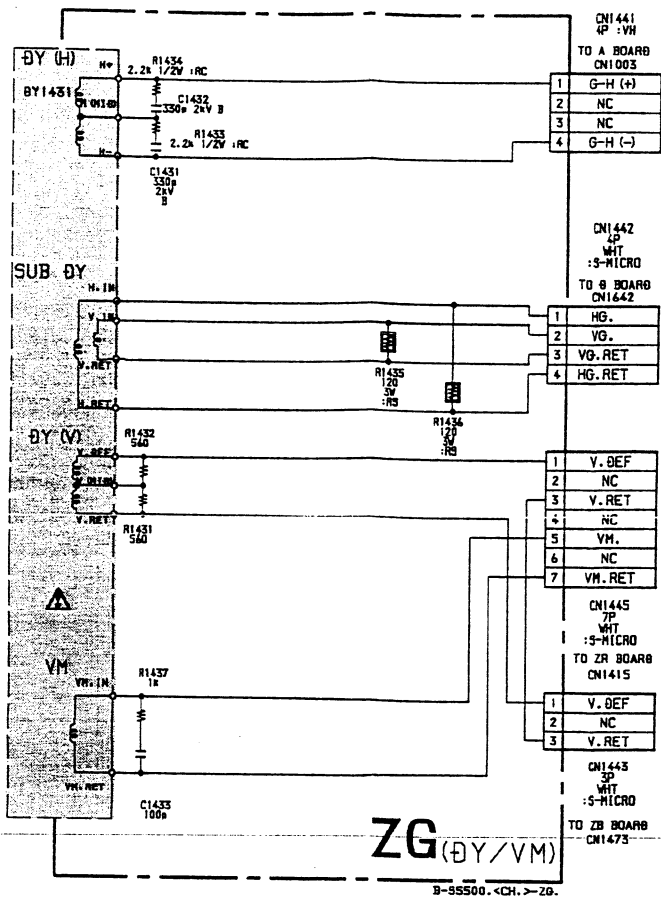 CN1441
4P :VH
TO A BOARD
CN1003
1 G-H (+)
2 NC
3 NC
4 G-H (-)
DY (H)
H+
R1434
2.2k 1/2W :RC
C1432
330p 2kV B
R1433
2.2k 1/2W :RC
H-
C1431
330p
2kV
B
CN1442
4P
WHT
:S-MICRO
TO D BOARD
CN1642
1 HG.
2 VG.
3 VG.RET
4 HG.RET
SUB DY
H.IN
V.IN
V.RET
H.RET
R1435
120
3W
:RS
R1436
120
3W
:RS
DY (V)
R1432
560
V.DEF
V.RET
R1431
560
1 V.DEF
2 NC
3 V.RET
4 NC
5 VM.
6 NC
7 VM.RET
CN1445
7P
WHT
:S-MICRO
TO ZR BOARD
CN1415
VM
VM.IN
R1437
1k
VM.RET
C1433
100p
1 V.DEF
2 NC
3 V.RET
CN1443
3P
WHT
:S-MICRO
TO ZB BOARD
CN1473
ZG (DY/VM)
B-SS500.<CH.>-ZG.